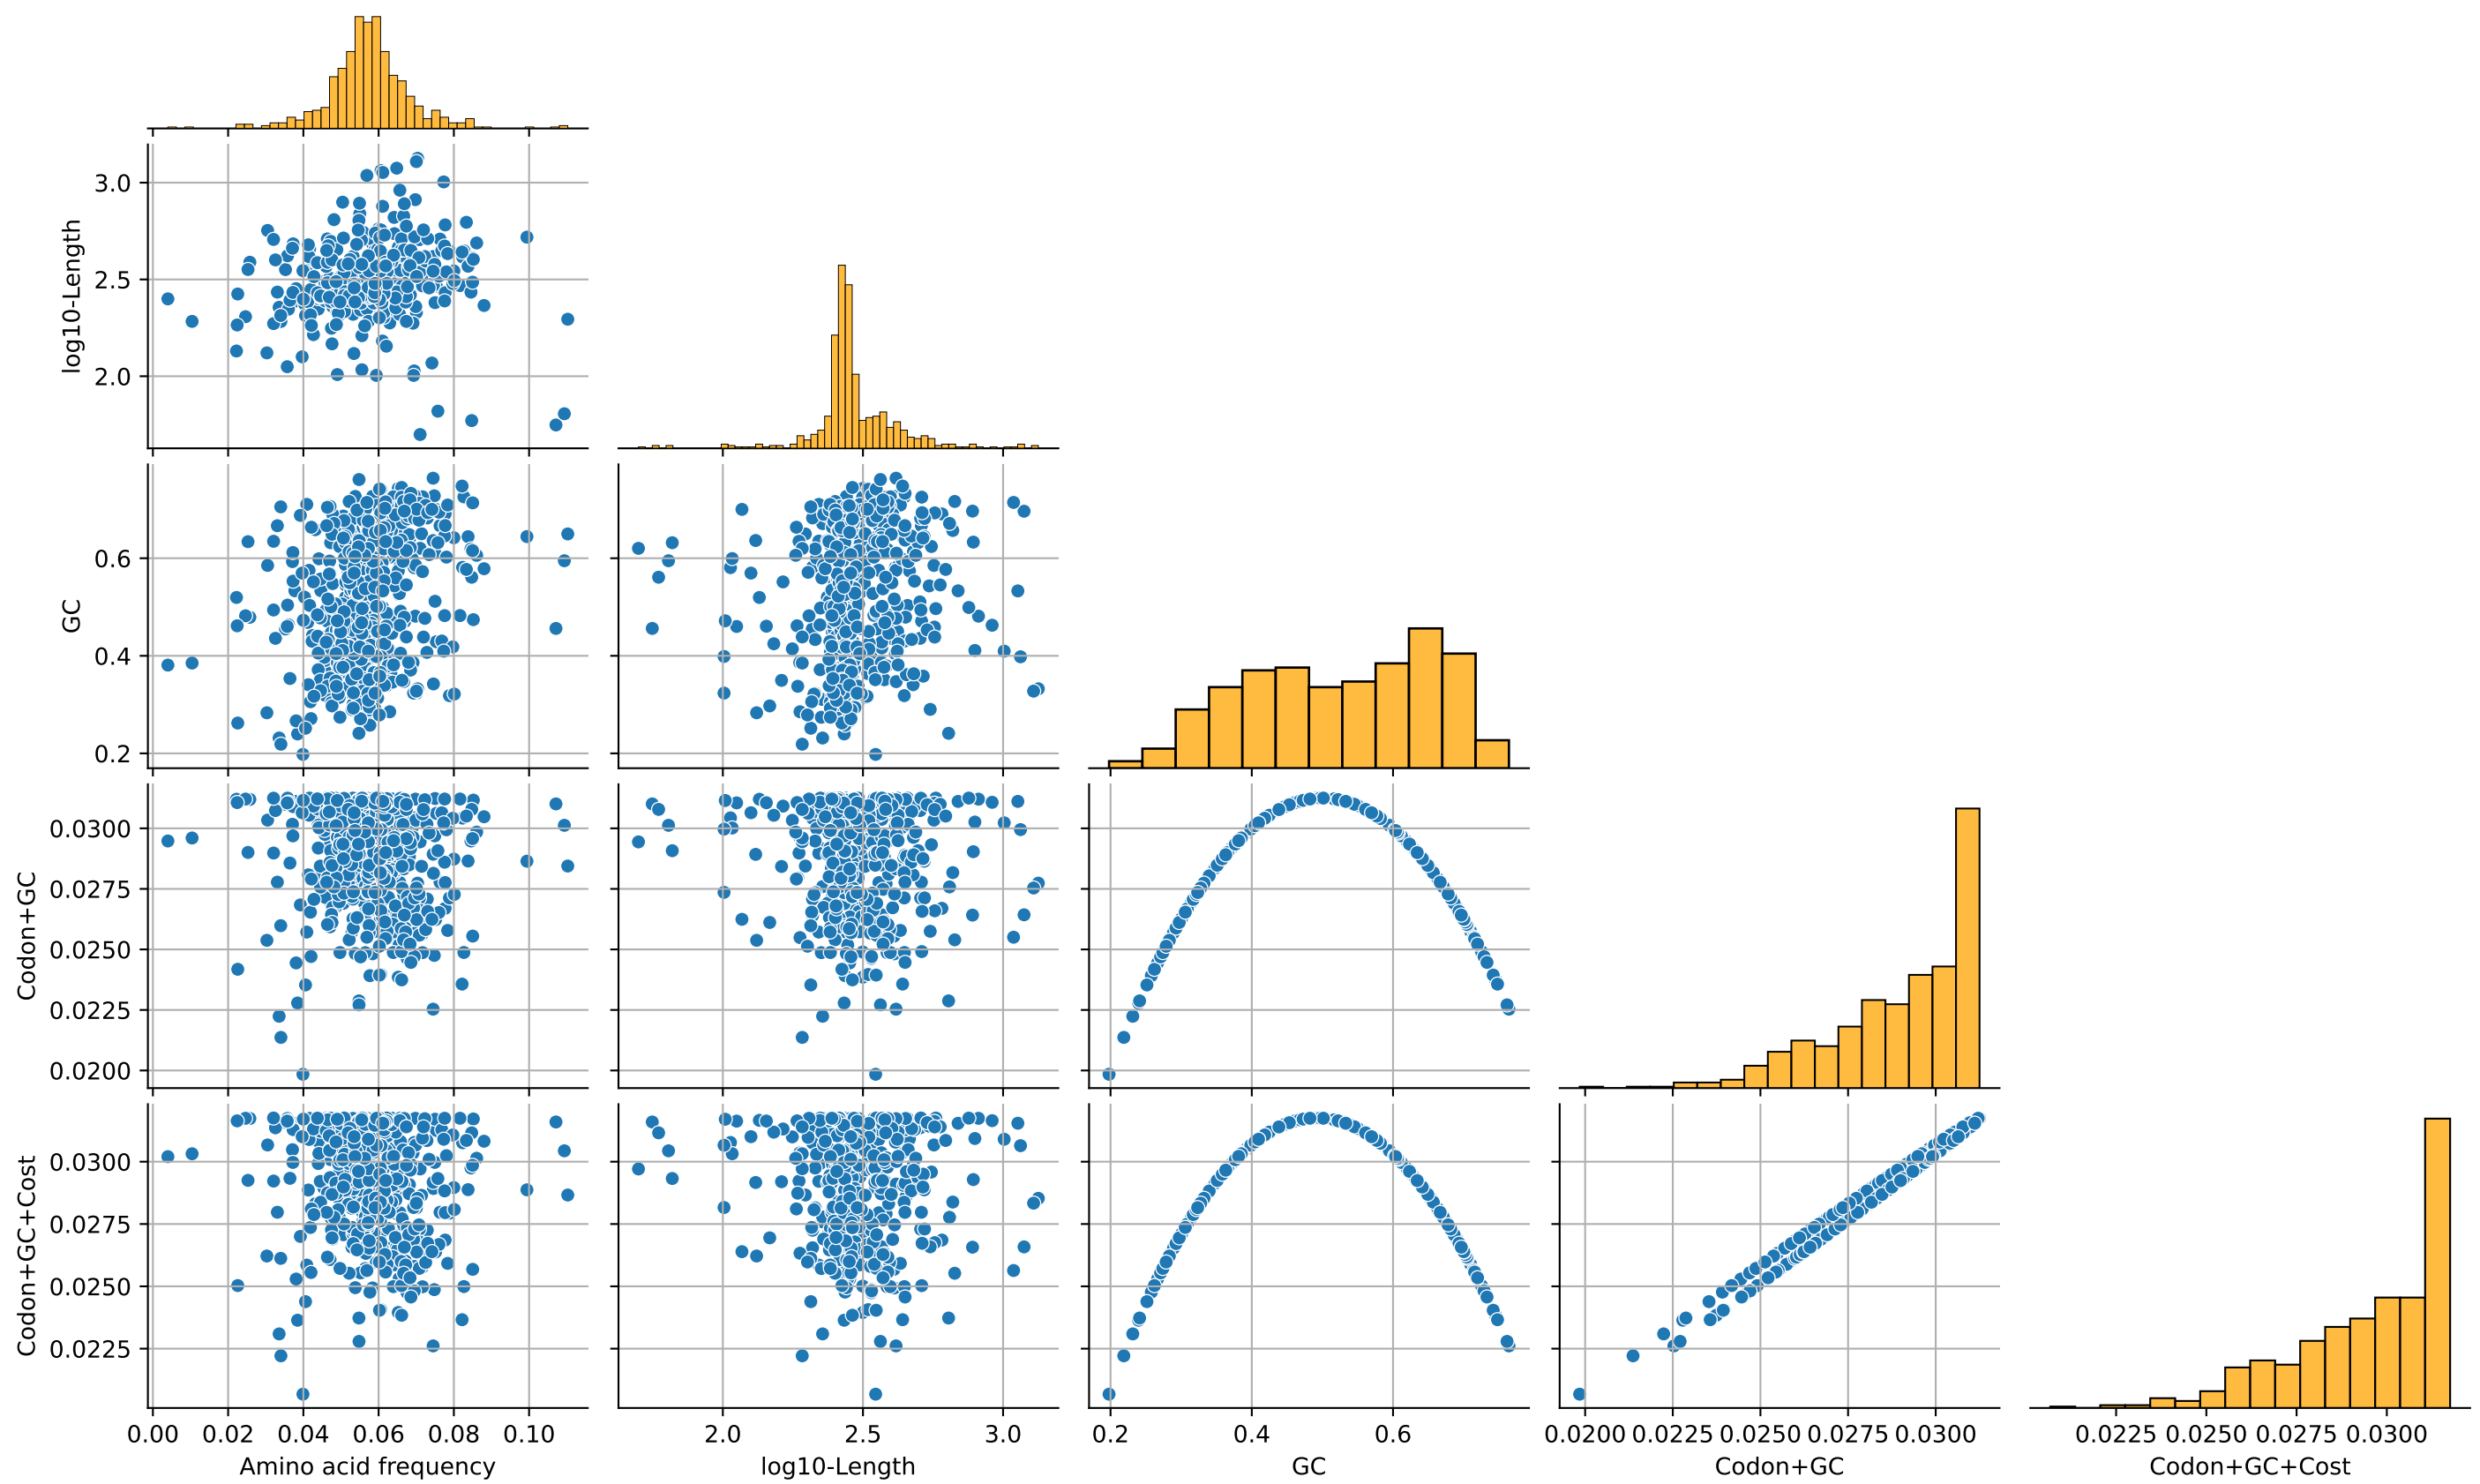 3.0
2.5
2.0
log10-Length
0.6
0.4
0.2
GC
0.0300
0.0275
0.0250
0.0225
0.0200
Codon+GC
0.0300
0.0275
0.0250
0.0225
Codon+GC+Cost
0.00 0.02 0.04 0.06 0.08 0.10
2.0 2.5 3.0
0.2 0.4 0.6
0.0200 0.0225 0.0250 0.0275 0.0300
0.0225 0.0250 0.0275 0.0300
Amino acid frequency
log10-Length
GC
Codon+GC
Codon+GC+Cost